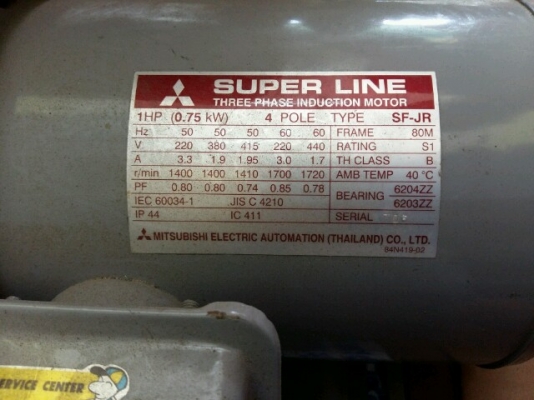 SUPER LINE
THREE PHASE INDUCTION MOTOR
1HP (0.75 kW) 4 POLE TYPE SF-JR
Hz 50 50 50 60 60 FRAME 80M
V 220 380 415 220 440 RATING S1
A 3.3 1.9 1.95 3.0 1.7 TH CLASS B
r/min 1400 1400 1410 1700 1720 AMB TEMP 40 °C
PF 0.80 0.80 0.74 0.85 0.78 BEARING 6204ZZ
IEC 60034-1 JIS C 4210 6203ZZ
IP 44 IC 411 SERIAL
MITSUBISHI ELECTRIC AUTOMATION (THAILAND) CO., LTD.
94N419-02
SERVICE CENTER